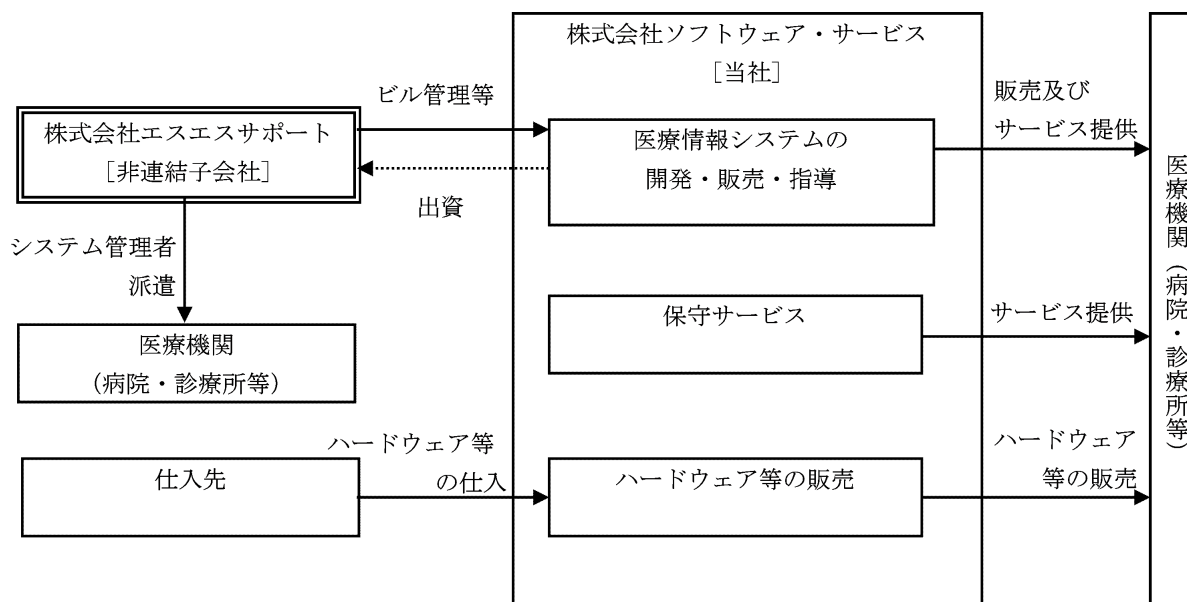 株式会社ソフトウェア・サービス
［当社］
ビル管理等
販売及び
サービス提供
株式会社エスエスサポート
［非連結子会社］
医療情報システムの
開発・販売・指導
出資
システム管理者
派遣
医療機関
（病院・診療所等）
保守サービス
サービス提供
ハードウェア等
の仕入
仕入先
ハードウェア等の販売
ハードウェア
等の販売
医療機関（病院・診療所等）